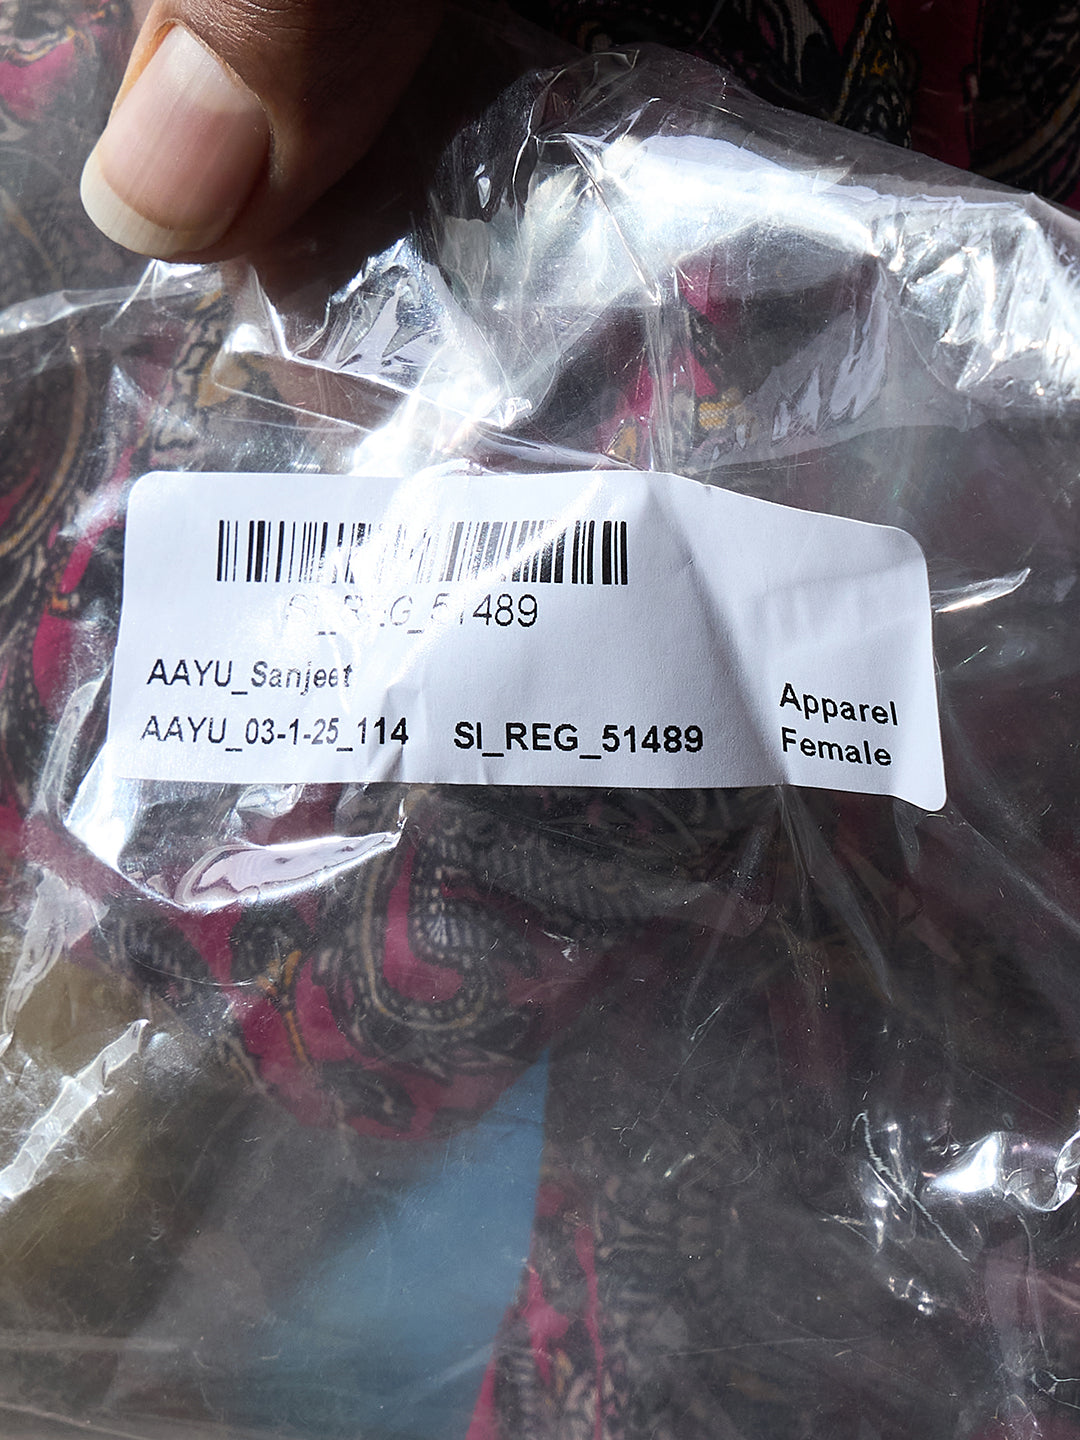 SI_REG_51489
AAYU_Sanjeet
AAYU_03-1-25_114 SI_REG_51489
Apparel
Female